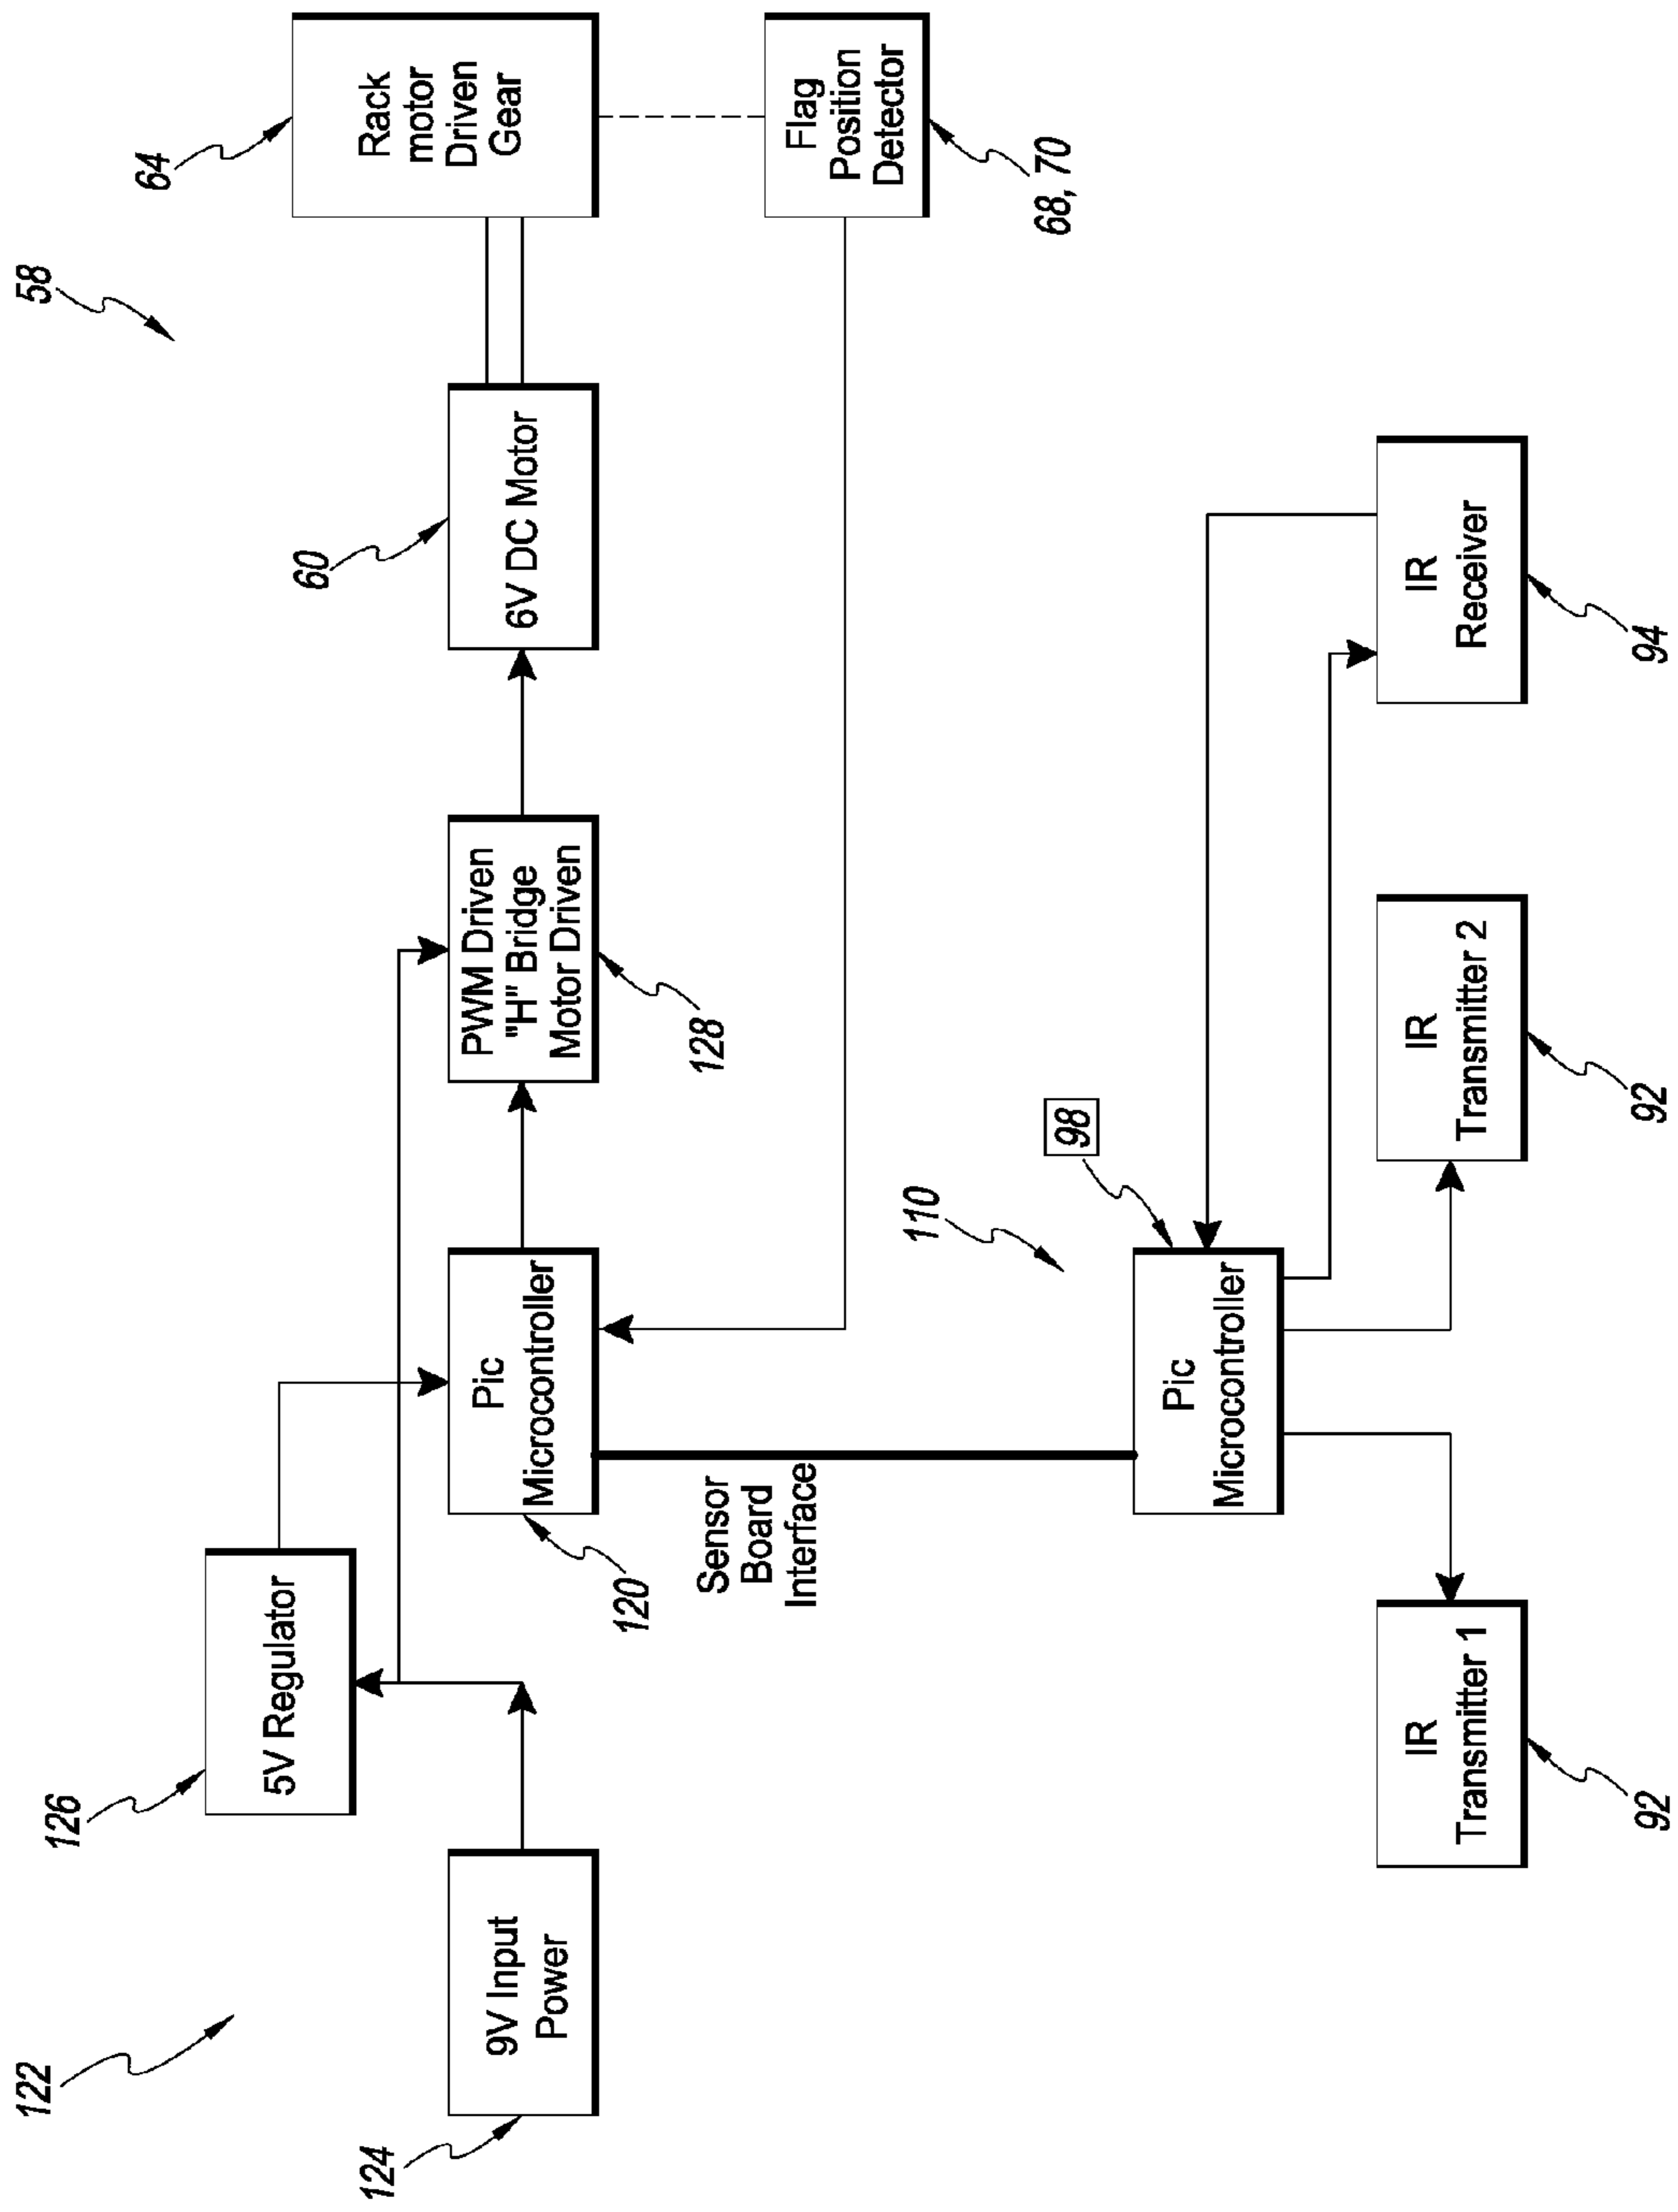 122
126
5V Regulator
124
9V Input
Power
120
Pic
Microcontroller
PWM Driven
"H" Bridge
Motor Driven
128
60
6V DC Motor
58
64
Rack
motor
Driven
Gear
Flag
Position
Detector
68, 70
Sensor
Board
Interface
110
98
Pic
Microcontroller
IR
Transmitter 1
92
IR
Transmitter 2
92
IR
Receiver
94